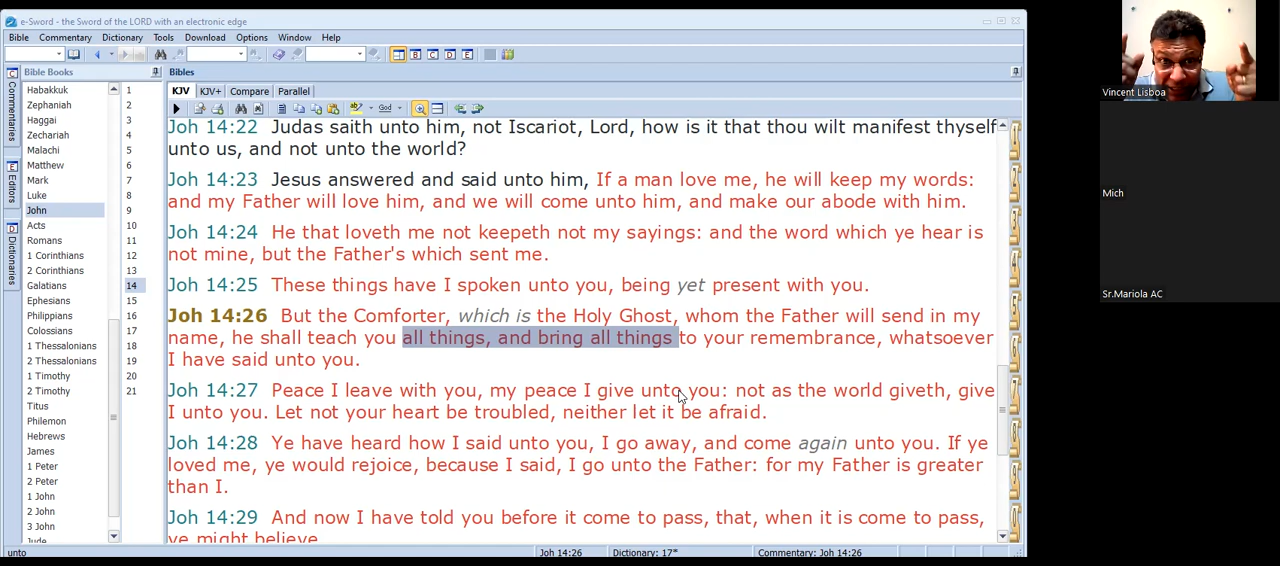 e-Sword - the Sword of the LORD with an electronic edge
Bible Commentary Dictionary Tools Download Options Window Help
B C D E
Bible Books
Bibles
KJV KJV+ Compare Parallel
God
Commentaries
Editors
Dictionaries
Habakkuk
Zephaniah
Haggai
Zechariah
Malachi
Matthew
Mark
Luke
John
Acts
Romans
1 Corinthians
2 Corinthians
Galatians
Ephesians
Philippians
Colossians
1 Thessalonians
2 Thessalonians
1 Timothy
2 Timothy
Titus
Philemon
Hebrews
James
1 Peter
2 Peter
1 John
2 John
3 John
Jude
1
2
3
4
5
6
7
8
9
10
11
12
13
14
15
16
17
18
19
20
21
Joh 14:22 Judas saith unto him, not Iscariot, Lord, how is it that thou wilt manifest thyself
unto us, and not unto the world?
Joh 14:23 Jesus answered and said unto him, If a man love me, he will keep my words:
and my Father will love him, and we will come unto him, and make our abode with him.
Joh 14:24 He that loveth me not keepeth not my sayings: and the word which ye hear is
not mine, but the Father's which sent me.
Joh 14:25 These things have I spoken unto you, being yet present with you.
Joh 14:26 But the Comforter, which is the Holy Ghost, whom the Father will send in my
name, he shall teach you all things, and bring all things to your remembrance, whatsoever
I have said unto you.
Joh 14:27 Peace I leave with you, my peace I give unto you: not as the world giveth, give
I unto you. Let not your heart be troubled, neither let it be afraid.
Joh 14:28 Ye have heard how I said unto you, I go away, and come again unto you. If ye
loved me, ye would rejoice, because I said, I go unto the Father: for my Father is greater
than I.
Joh 14:29 And now I have told you before it come to pass, that, when it is come to pass,
ye might believe.
1
2
3
4
5
6
7
8
9
unto
Joh 14:26
Dictionary: 17*
Commentary: Joh 14:26
Vincent Lisboa
Mich
Sr.Mariola AC